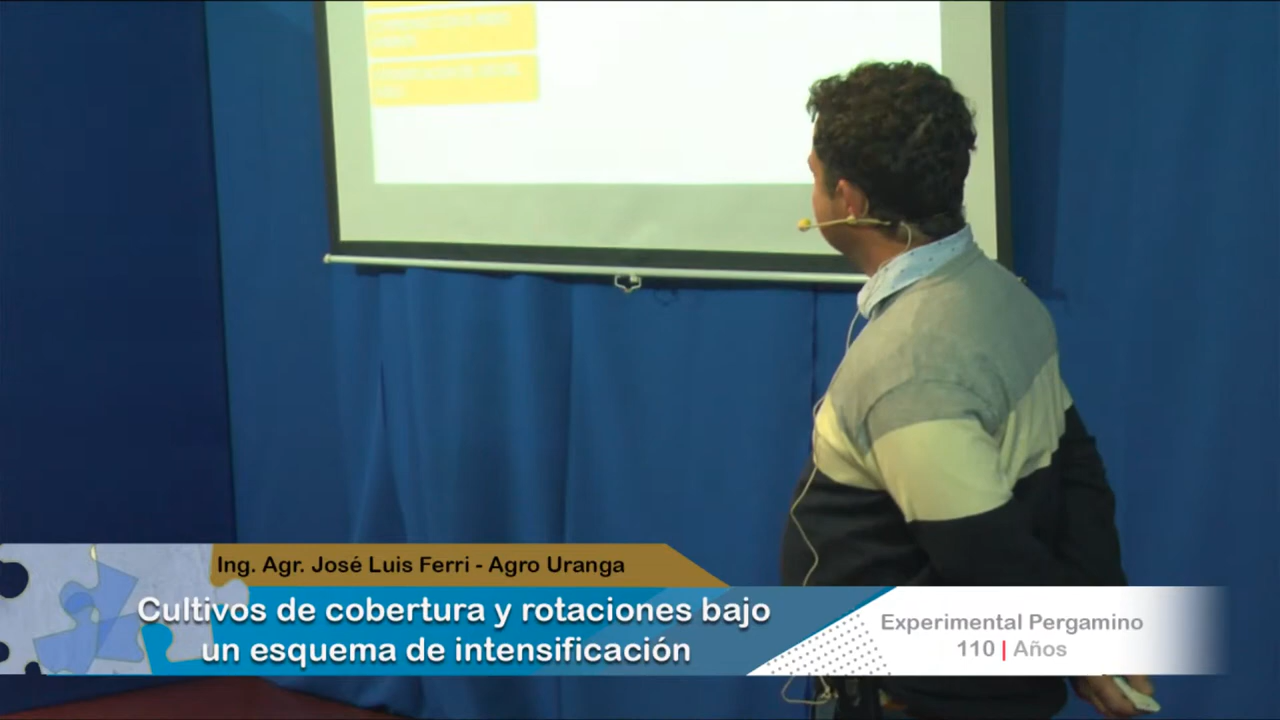 Ing. Agr. José Luis Ferri - Agro Uranga
Cultivos de cobertura y rotaciones bajo
un esquema de intensificación
Experimental Pergamino
110 | Años